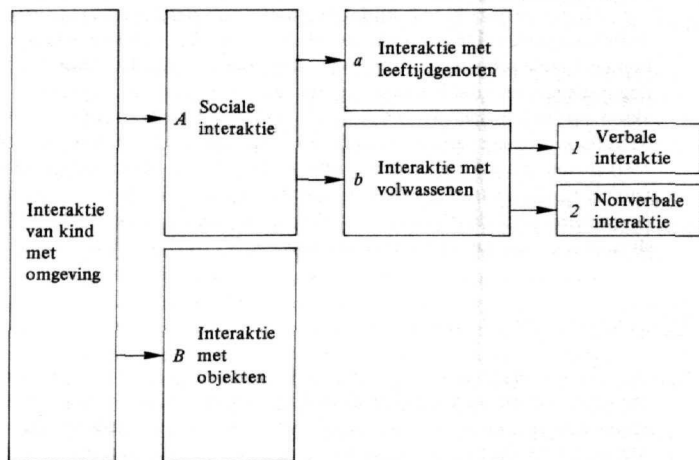 Interaktie
van kind
met
omgeving
A Sociale
interaktie
a Interaktie met
leeftijdgenoten
b Interaktie met
volwassenen
1 Verbale
interaktie
2 Nonverbale
interaktie
B Interaktie
met
objekten